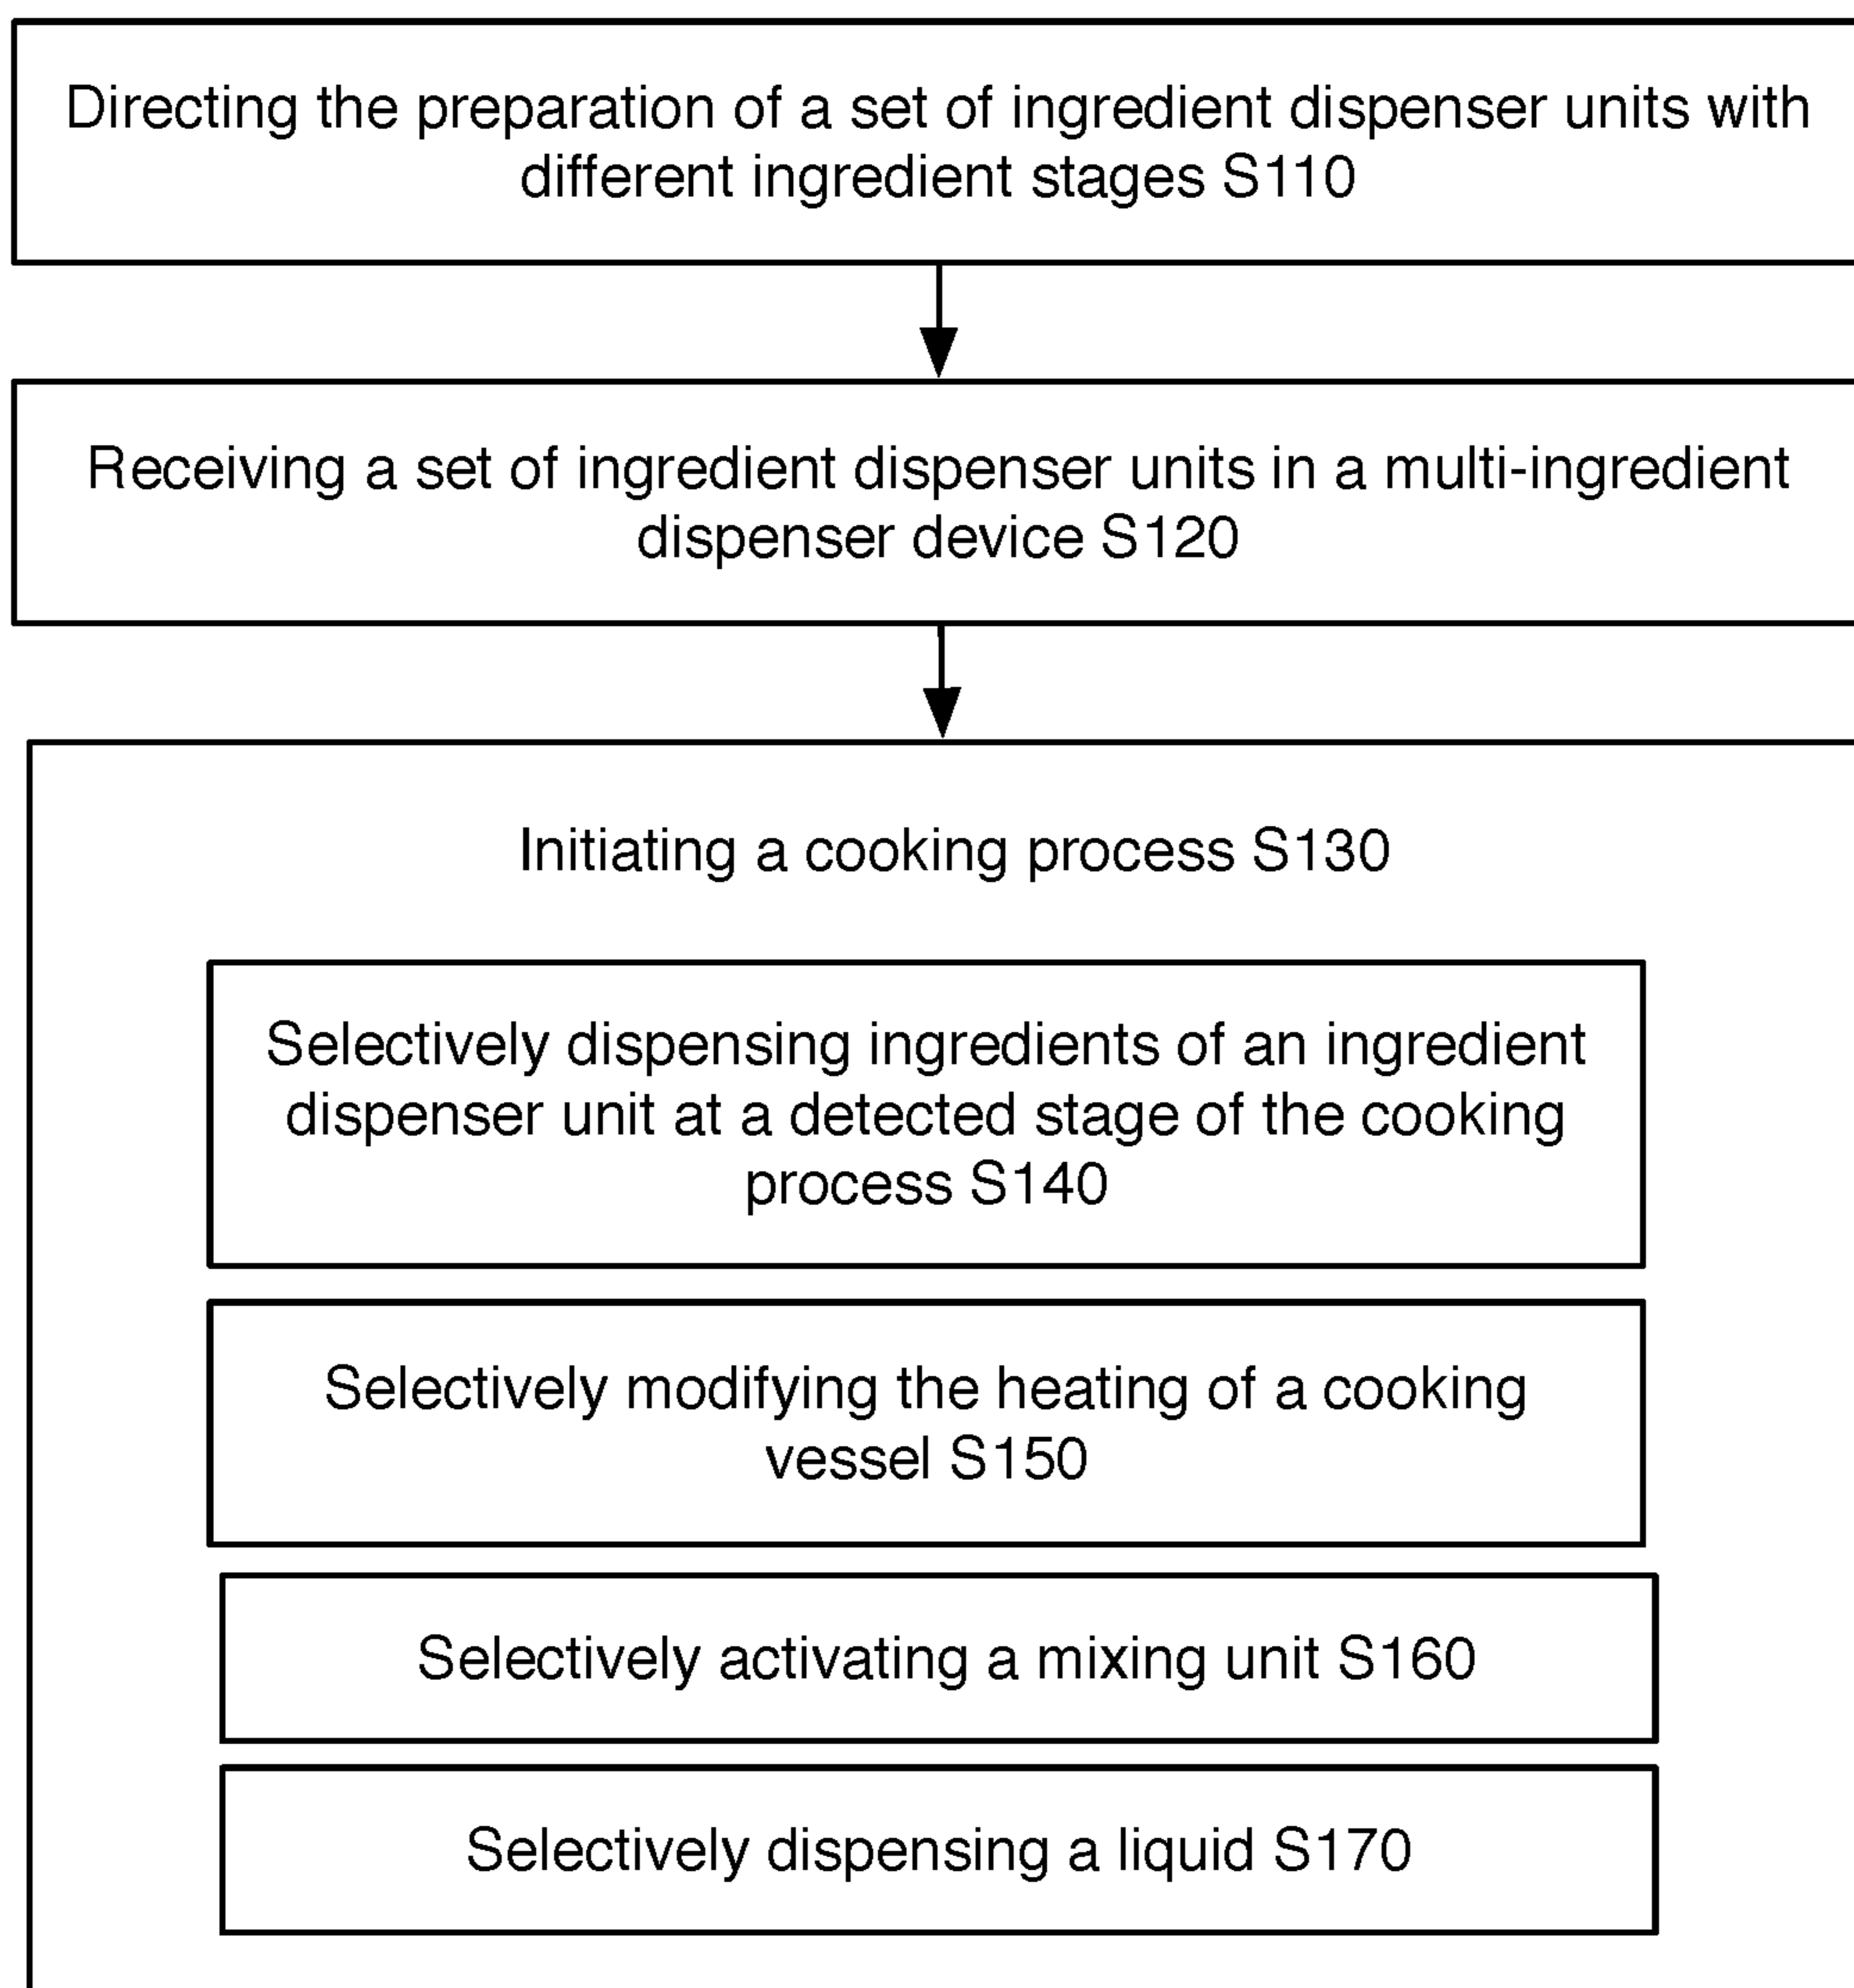 Directing the preparation of a set of ingredient dispenser units with
different ingredient stages S110
Receiving a set of ingredient dispenser units in a multi-ingredient
dispenser device S120
Initiating a cooking process S130
Selectively dispensing ingredients of an ingredient
dispenser unit at a detected stage of the cooking
process S140
Selectively modifying the heating of a cooking
vessel S150
Selectively activating a mixing unit S160
Selectively dispensing a liquid S170